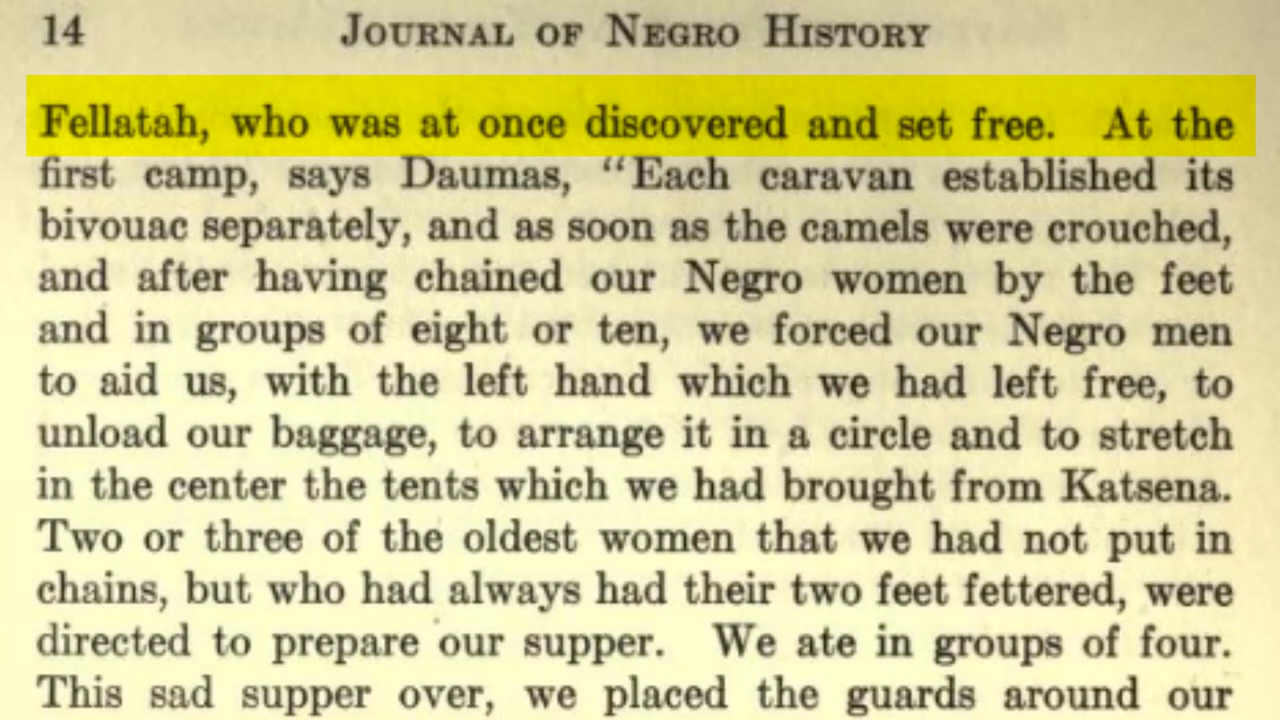 14 JOURNAL OF NEGRO HISTORY
Fellatah, who was at once discovered and set free. At the
first camp, says Daumas, “Each caravan established its
bivouac separately, and as soon as the camels were crouched,
and after having chained our Negro women by the feet
and in groups of eight or ten, we forced our Negro men
to aid us, with the left hand which we had left free, to
unload our baggage, to arrange it in a circle and to stretch
in the center the tents which we had brought from Katsena.
Two or three of the oldest women that we had not put in
chains, but who had always had their two feet fettered, were
directed to prepare our supper. We ate in groups of four.
This sad supper over, we placed the guards around our